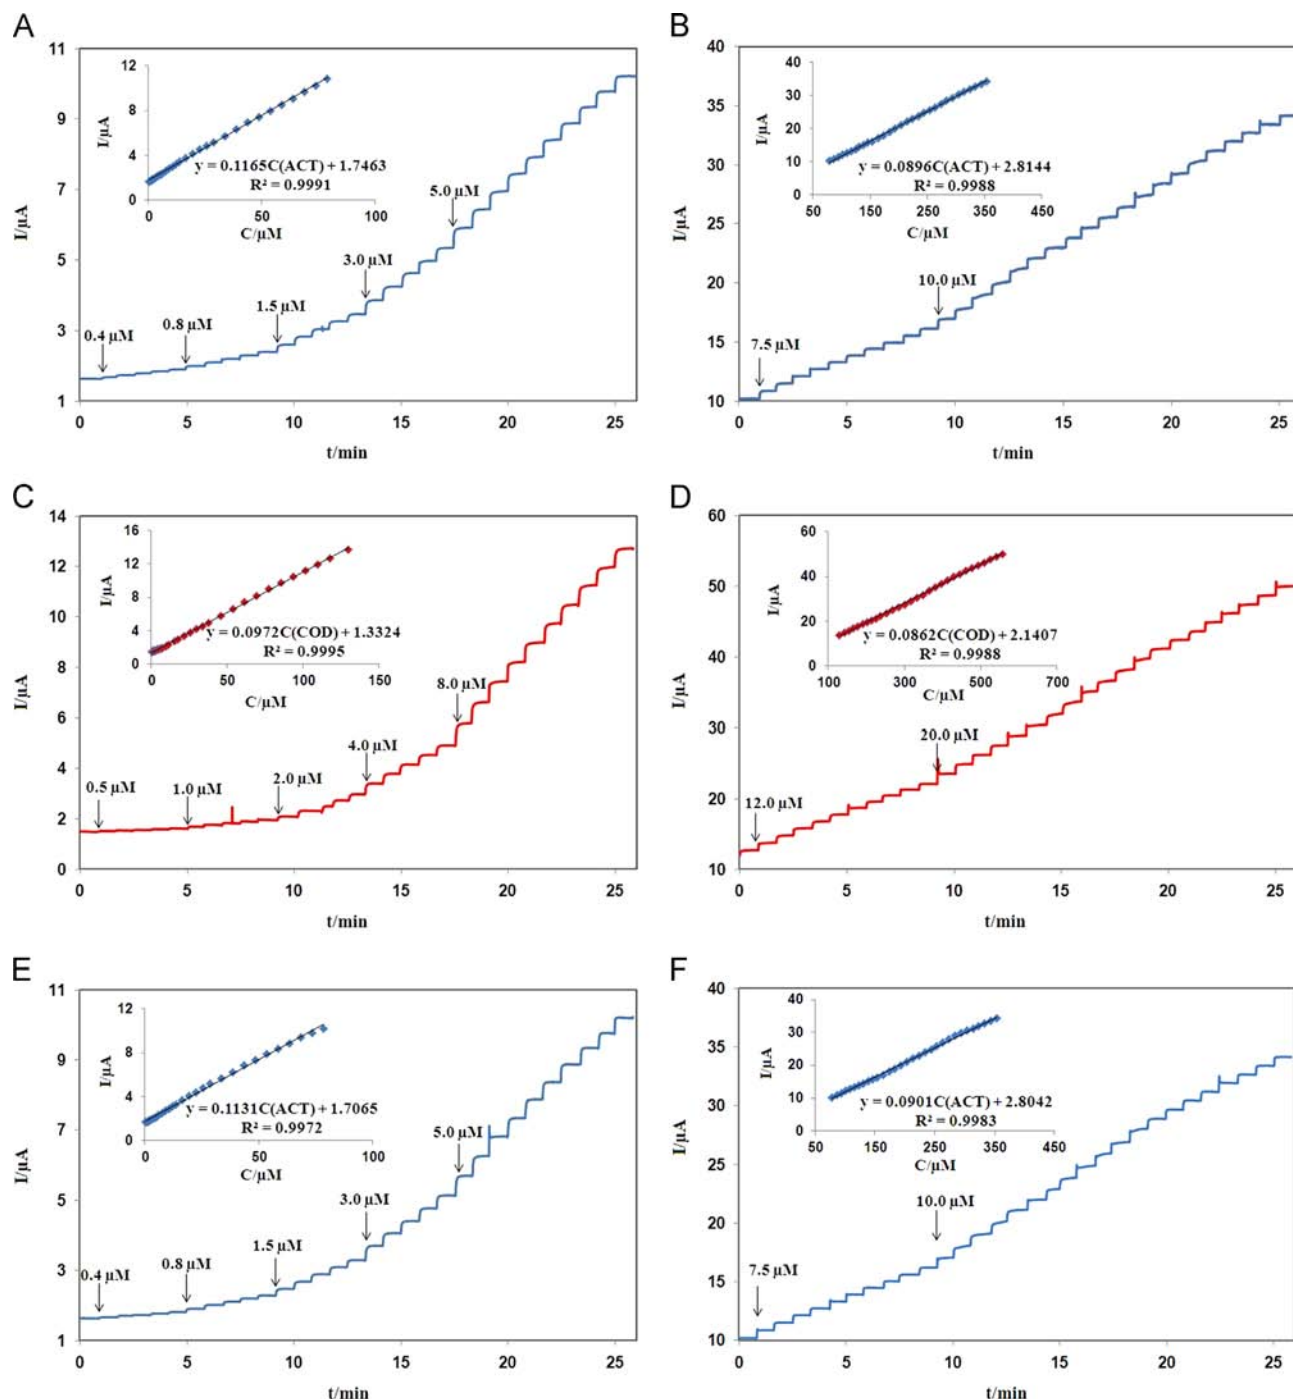 A
11
9
7
5
3
1
I/µA
0
5
10
15
20
25
t/min
12
8
4
0
I/µA
0
50
100
C/µM
y = 0.1165C(ACT) + 1.7463
R² = 0.9991
0.4 µM
0.8 µM
1.5 µM
3.0 µM
5.0 µM
B
40
35
30
25
20
15
10
I/µA
0
5
10
15
20
25
t/min
40
30
20
10
0
I/µA
50
150
250
350
450
C/µM
y = 0.0896C(ACT) + 2.8144
R² = 0.9988
7.5 µM
10.0 µM
C
14
12
10
8
6
4
2
0
I/µA
0
5
10
15
20
25
t/min
16
12
8
4
0
I/µA
0
50
100
150
C/µM
y = 0.0972C(COD) + 1.3324
R² = 0.9995
0.5 µM
1.0 µM
2.0 µM
4.0 µM
8.0 µM
D
60
50
40
30
20
10
I/µA
0
5
10
15
20
25
t/min
60
40
20
0
I/µA
100
300
500
700
C/µM
y = 0.0862C(COD) + 2.1407
R² = 0.9988
12.0 µM
20.0 µM
E
11
9
7
5
3
1
I/µA
0
5
10
15
20
25
t/min
12
8
4
0
I/µA
0
50
100
C/µM
y = 0.1131C(ACT) + 1.7065
R² = 0.9972
0.4 µM
0.8 µM
1.5 µM
3.0 µM
5.0 µM
F
40
35
30
25
20
15
10
I/µA
0
5
10
15
20
25
t/min
40
30
20
10
0
I/µA
50
150
250
350
450
C/µM
y = 0.0901C(ACT) + 2.8042
R² = 0.9983
7.5 µM
10.0 µM